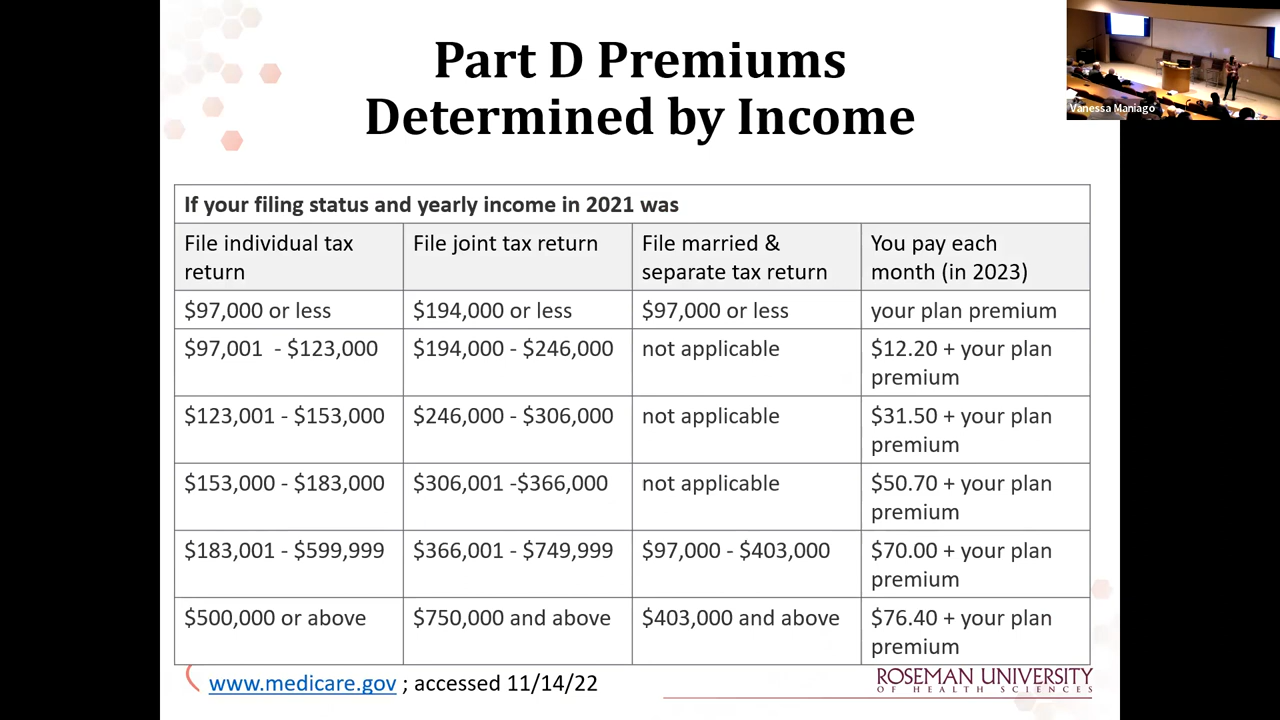 Part D Premiums
Determined by Income
Vanessa Maniago
If your filing status and yearly income in 2021 was
File individual tax return
File joint tax return
File married & separate tax return
You pay each month (in 2023)
$97,000 or less
$194,000 or less
$97,000 or less
your plan premium
$97,001  - $123,000
$194,000 - $246,000
not applicable
$12.20 + your plan premium
$123,001 - $153,000
$246,000 - $306,000
not applicable
$31.50 + your plan premium
$153,000 - $183,000
$306,001 -$366,000
not applicable
$50.70 + your plan premium
$183,001 - $599,999
$366,001 - $749,999
$97,000 - $403,000
$70.00 + your plan premium
$500,000 or above
$750,000 and above
$403,000 and above
$76.40 + your plan premium
www.medicare.gov ; accessed 11/14/22
ROSEMAN UNIVERSITY
OF HEALTH SCIENCES